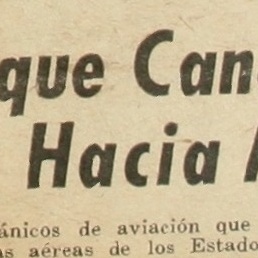 que Can
Hacia
ánicos de aviación que
as aéreas de los Estado